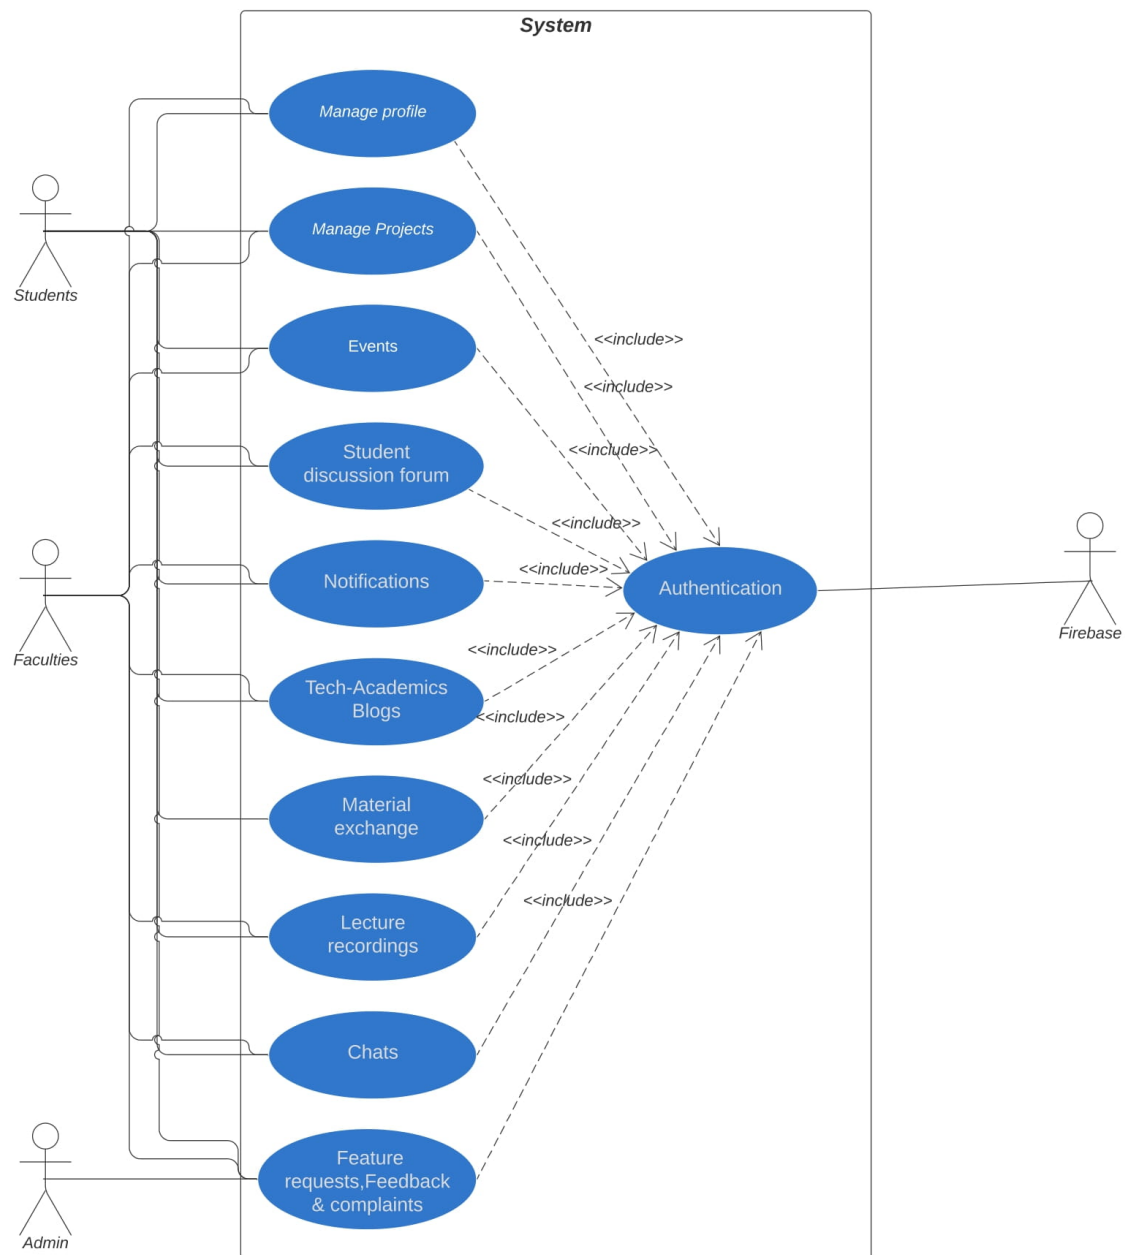 System
Manage profile
Students
Manage Projects
<<include>>
Events
<<include>>
<<include>>
Student
discussion forum
<<include>>
Faculties
Notifications
<<include>>
Authentication
Firebase
<<include>>
Tech-Academics
Blogs
<<include>>
<<include>>
Material
exchange
<<include>>
Lecture
recordings
<<include>>
Chats
Admin
Feature
requests,Feedback
& complaints